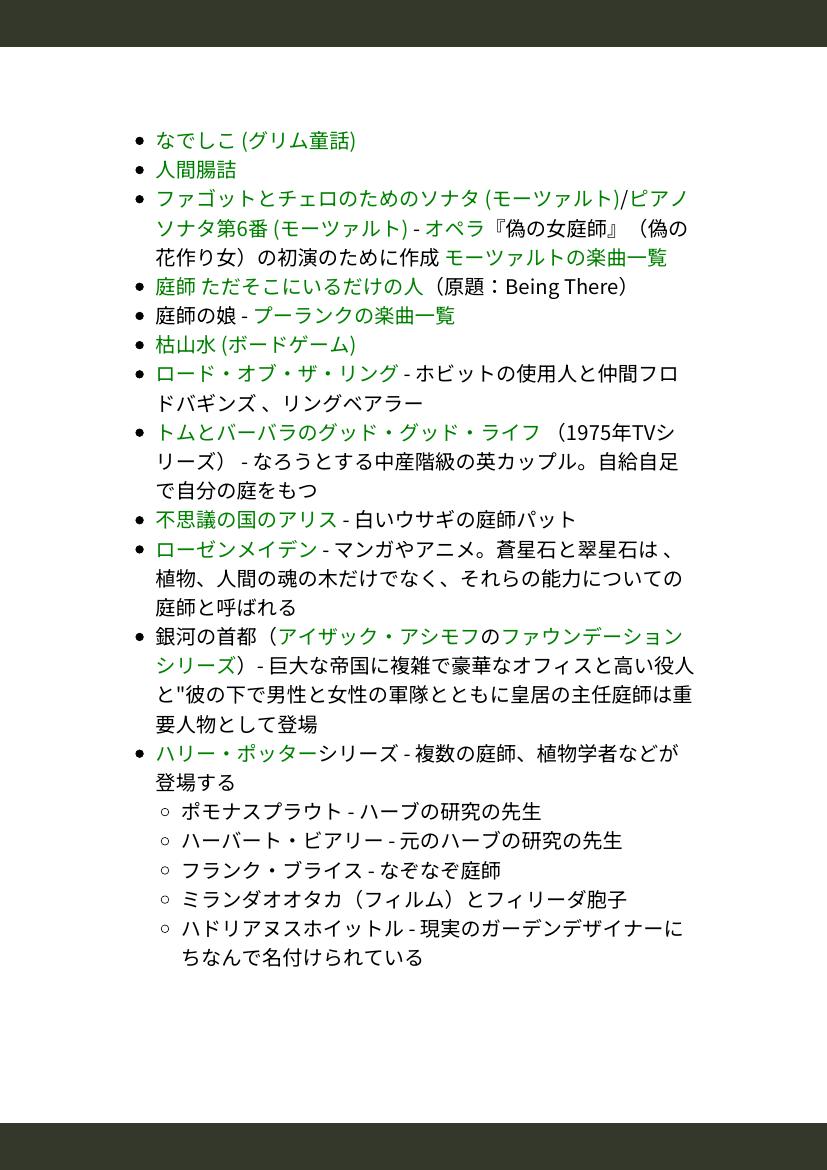 なでしこ (グリム童話)
人間腸詰
ファゴットとチェロのためのソナタ (モーツァルト)/ピアノ
ソナタ第6番 (モーツァルト) - オペラ『偽の女庭師』（偽の
花作り女）の初演のために作成 モーツァルトの楽曲一覧
庭師 ただそこにいるだけの人（原題：Being There）
庭師の娘 - プーランクの楽曲一覧
枯山水 (ボードゲーム)
ロード・オブ・ザ・リング - ホビットの使用人と仲間フロ
ドバギンズ 、リングベアラー
トムとバーバラのグッド・グッド・ライフ （1975年TVシ
リーズ） - なろうとする中産階級の英カップル。自給自足
で自分の庭をもつ
不思議の国のアリス - 白いウサギの庭師パット
ローゼンメイデン - マンガやアニメ。蒼星石と翠星石は 、
植物、人間の魂の木だけでなく、それらの能力についての
庭師と呼ばれる
銀河の首都（アイザック・アシモフのファウンデーション
シリーズ）- 巨大な帝国に複雑で豪華なオフィスと高い役人
と"彼の下で男性と女性の軍隊とともに皇居の主任庭師は重
要人物として登場
ハリー・ポッターシリーズ - 複数の庭師、植物学者などが
登場する
ポモナスプラウト - ハーブの研究の先生
ハーバート・ビアリー - 元のハーブの研究の先生
フランク・ブライス - なぞなぞ庭師
ミランダオオタカ（フィルム）とフィリーダ胞子
ハドリアヌスホイットル - 現実のガーデンデザイナーに
ちなんで名付けられている